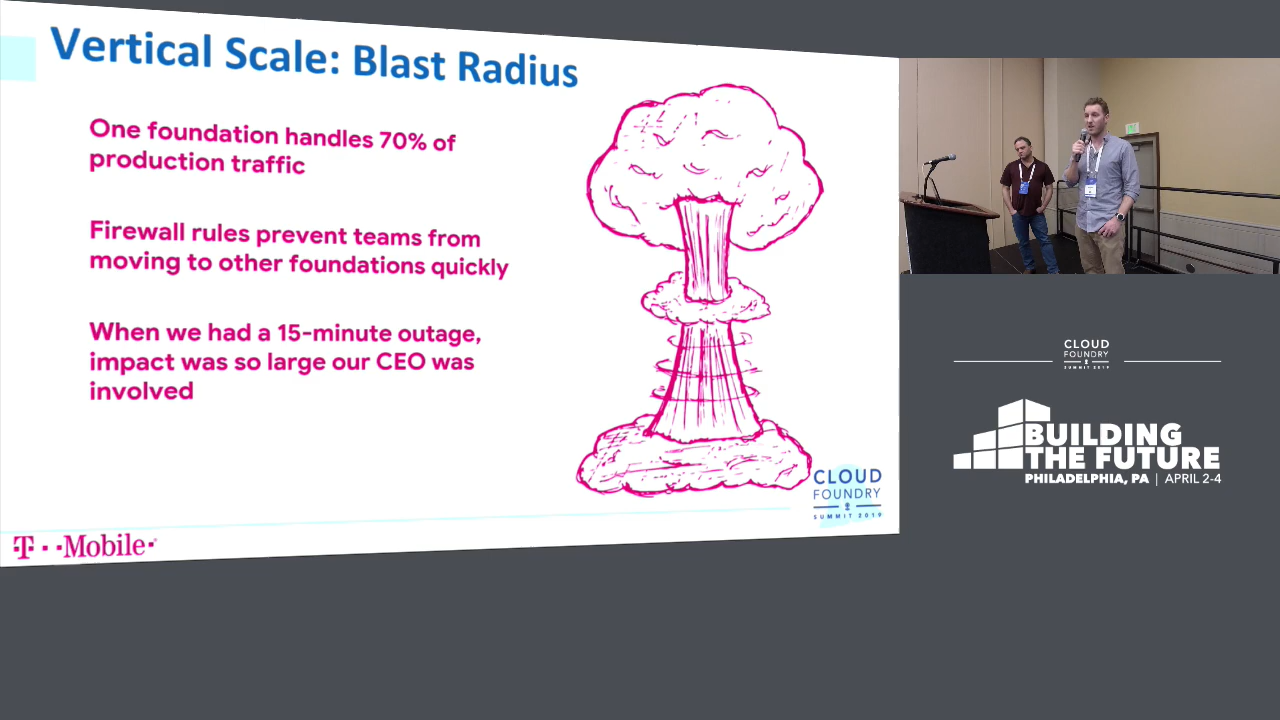 Vertical Scale: Blast Radius
One foundation handles 70% of
production traffic
Firewall rules prevent teams from
moving to other foundations quickly
When we had a 15-minute outage,
impact was so large our CEO was
involved
CLOUD
FOUNDRY
SUMMIT 2019
T··Mobile·
CLOUD
FOUNDRY
SUMMIT 2019
BUILDING
THE FUTURE
PHILADELPHIA, PA | APRIL 2-4